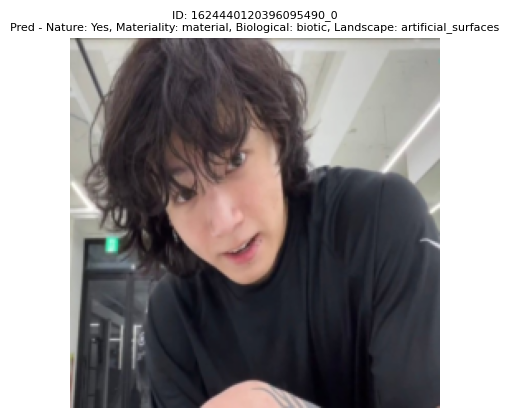 ID: 1624440120396095490_0
Pred - Nature: Yes, Materiality: material, Biological: biotic, Landscape: artificial_surfaces